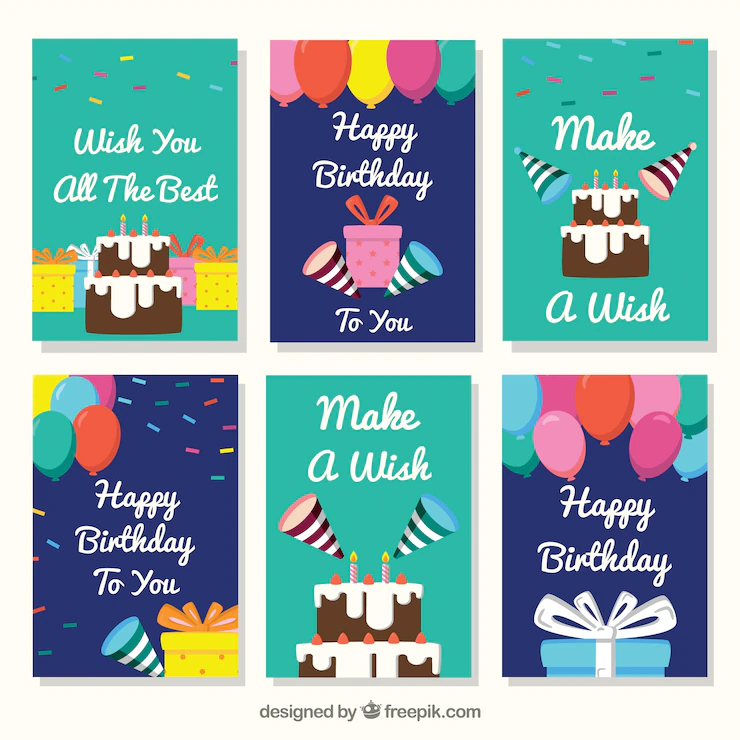 Wish You
All The Best
Happy
Birthday
To You
Make
A Wish
Happy
Birthday
To You
Make
A Wish
Happy
Birthday
designed by freepik.com